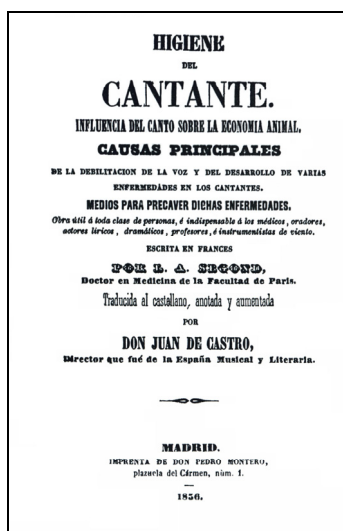 HIGIENE
DEL
CANTANTE.
INFLUENCIA DEL CANTO SOBRE LA ECONOMIA ANIMAL.
CAUSAS PRINCIPALES
DE LA DEBILITACION DE LA VOZ Y DEL DESARROLLO DE VARIAS
ENFERMEDADES EN LOS CANTANTES.
MEDIOS PARA PRECAVER DICHAS ENFERMEDADES,
Obra útil á toda clase de personas, é indispensable á los médicos, oradores,
actores líricos, dramáticos, profesores, é instrumentistas de viento.
ESCRITA EN FRANCES
POR L. A. SEGOND,
Doctor en Medicina de la Facultad de Paris.
Traducida al castellano, anotada y aumentada
POR
DON JUAN DE CASTRO,
Director que fué de la España Musical y Literaria.
MADRID.
IMPRENTA DE DON PEDRO MONTERO,
plazuela del Cármen, núm. 1.
1856.